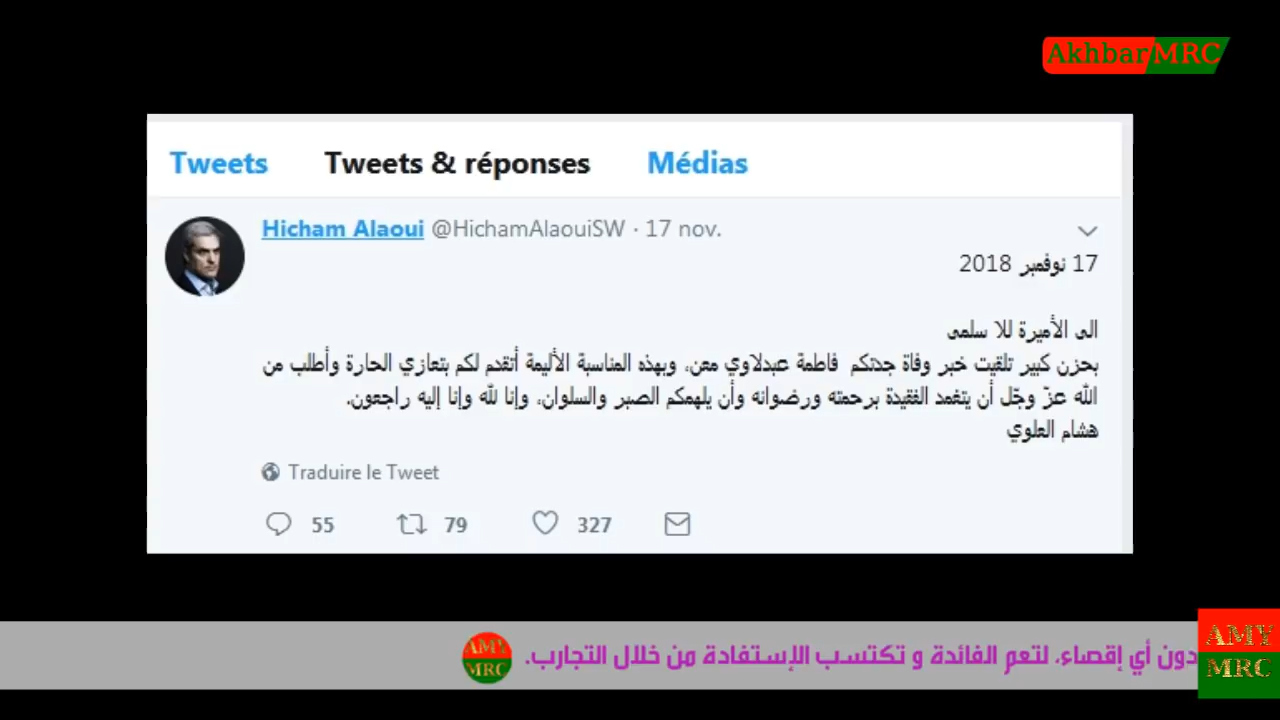 AkhbarMRC
Tweets Tweets & réponses Médias
Hicham Alaoui @HichamAlaouiSW · 17 nov.
17 نوفمبر 2018
الى الأميرة للا سلمى
بحزن كبير تلقيت خبر وفاة جدتكم فاطمة عبدلاوي معن، وبهذه المناسبة الأليمة أتقدم لكم بتعازي الحارة وأطلب من
الله عزّ وجّل أن يتغمد الفقيدة برحمته ورضوانه وأن يلهمكم الصبر والسلوان، وإنا لله وإنا إليه راجعون.
هشام العلوي
Traduire le Tweet
55 79 327
دون أي إقصاء، لتعم الفائدة و تكتسب الإستفادة من خلال التجارب.
AMY
MRC
AMY
MRC